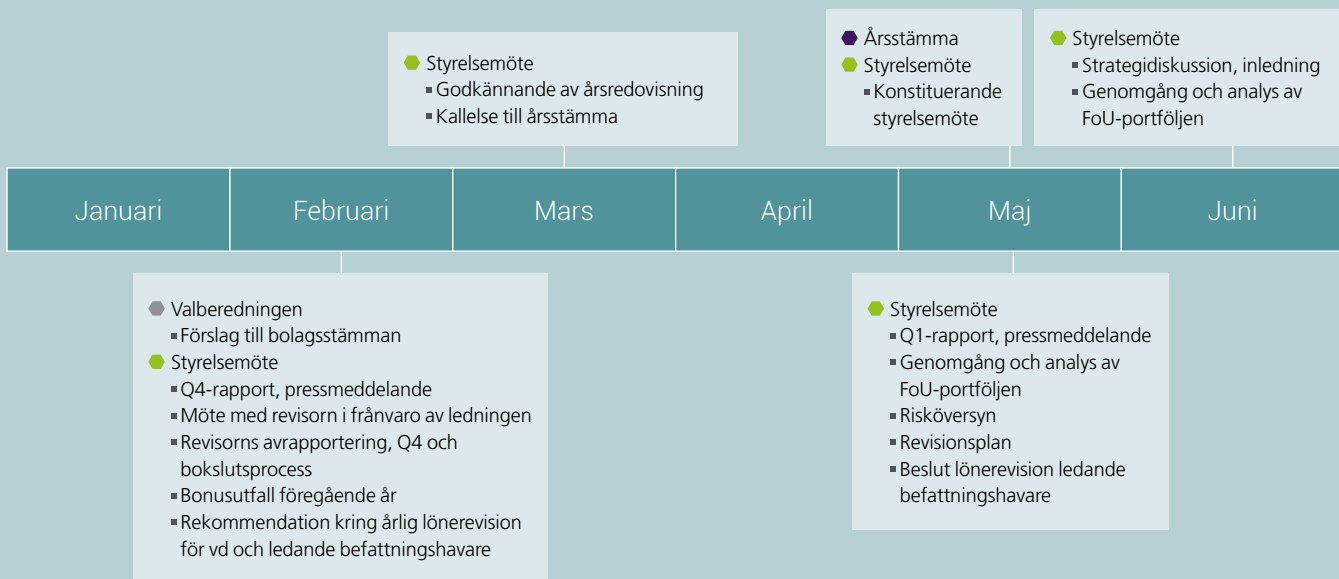 Styrelsemöte
Godkännande av årsredovisning
Kallelse till årsstämma
Årsstämma
Styrelsemöte
Konstituerande
styrelsemöte
Styrelsemöte
Strategidiskussion, inledning
Genomgång och analys av
FoU-portföljen
Januari
Februari
Mars
April
Maj
Juni
Valberedningen
Förslag till bolagsstämman
Styrelsemöte
Q4-rapport, pressmeddelande
Möte med revisorn i frånvaro av ledningen
Revisorns avrapportering, Q4 och
bokslutsprocess
Bonusutfall föregående år
Rekommendation kring årlig lönerevision
för vd och ledande befattningshavare
Styrelsemöte
Q1-rapport, pressmeddelande
Genomgång och analys av
FoU-portföljen
Risköversyn
Revisionsplan
Beslut lönerevision ledande
befattningshavare